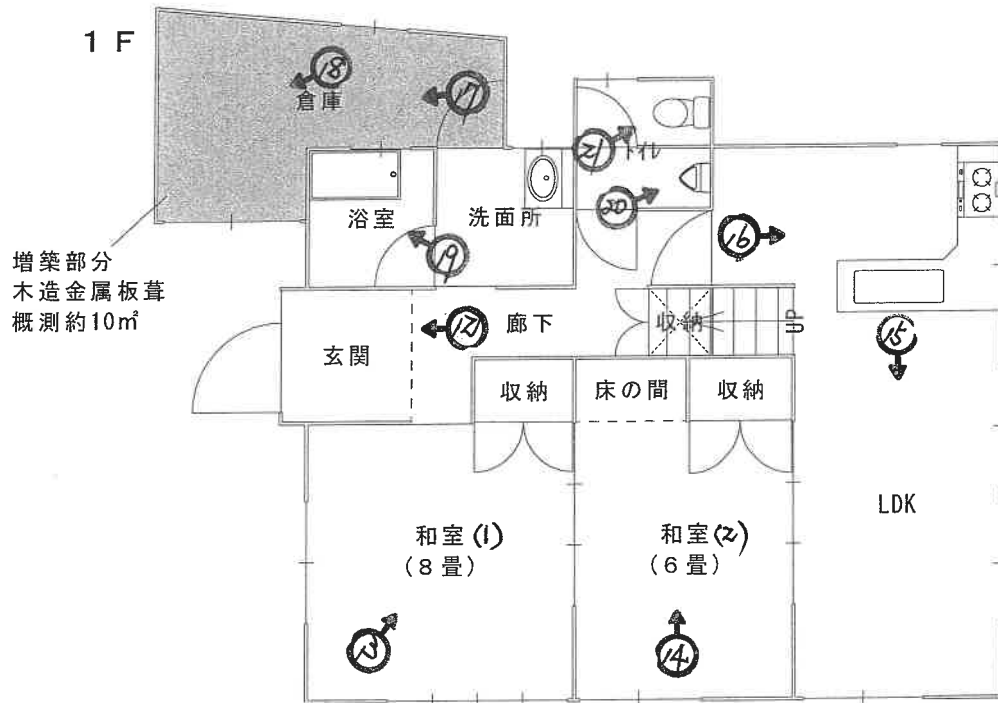 1 F
18
倉庫
17
21
トイル
20
浴室
洗面所
19
16
増築部分
木造金属板葺
概測約10㎡
12
廊下
収納
UP
15
玄関
収納
床の間
収納
LDK
和室(1)
(8畳)
和室(2)
(6畳)
13
14